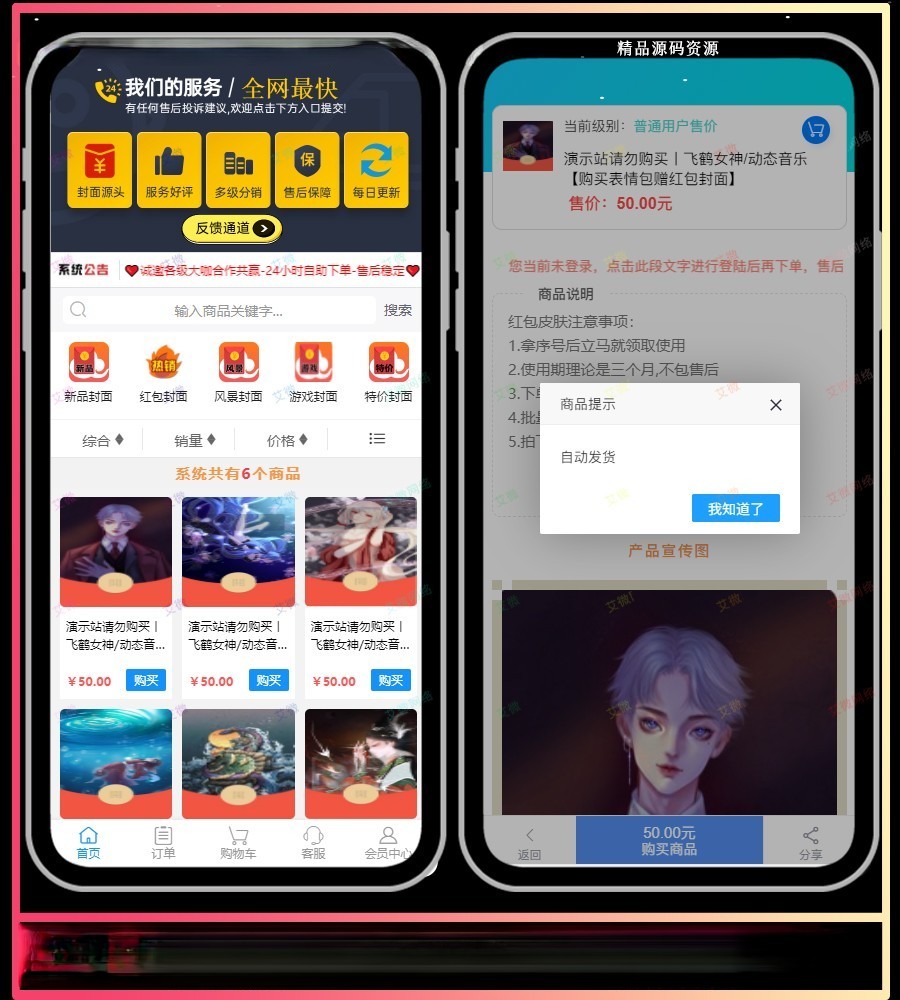 精品源码资源
我们的服务 / 全网最快
有任何售后投诉建议,欢迎点击下方入口提交!
封面源头 服务好评 多级分销 售后保障 每日更新
反馈通道
系统公告 诚邀各级大咖合作共赢-24小时自助下单-售后稳定
输入商品关键字... 搜索
新品 热销 风景 游戏 特价
新品封面 红包封面 风景封面 游戏封面 特价封面
综合 销量 价格
系统共有6个商品
演示站请勿购买丨
飞鹤女神/动态音...
¥50.00 购买
演示站请勿购买丨
飞鹤女神/动态音...
¥50.00 购买
演示站请勿购买丨
飞鹤女神/动态音...
¥50.00 购买
首页 订单 购物车 客服 会员中心
当前级别：普通用户售价
演示站请勿购买丨飞鹤女神/动态音乐
【购买表情包赠红包封面】
售价：50.00元
您当前未登录，点击此段文字进行登陆后再下单，售后
商品说明
红包皮肤注意事项：
1.拿序号后立马就领取使用
2.使用期理论是三个月,不包售后
3.下
4.批
5.拍
商品提示
自动发货
我知道了
产品宣传图
返回
50.00元
购买商品
分享
艾微网络